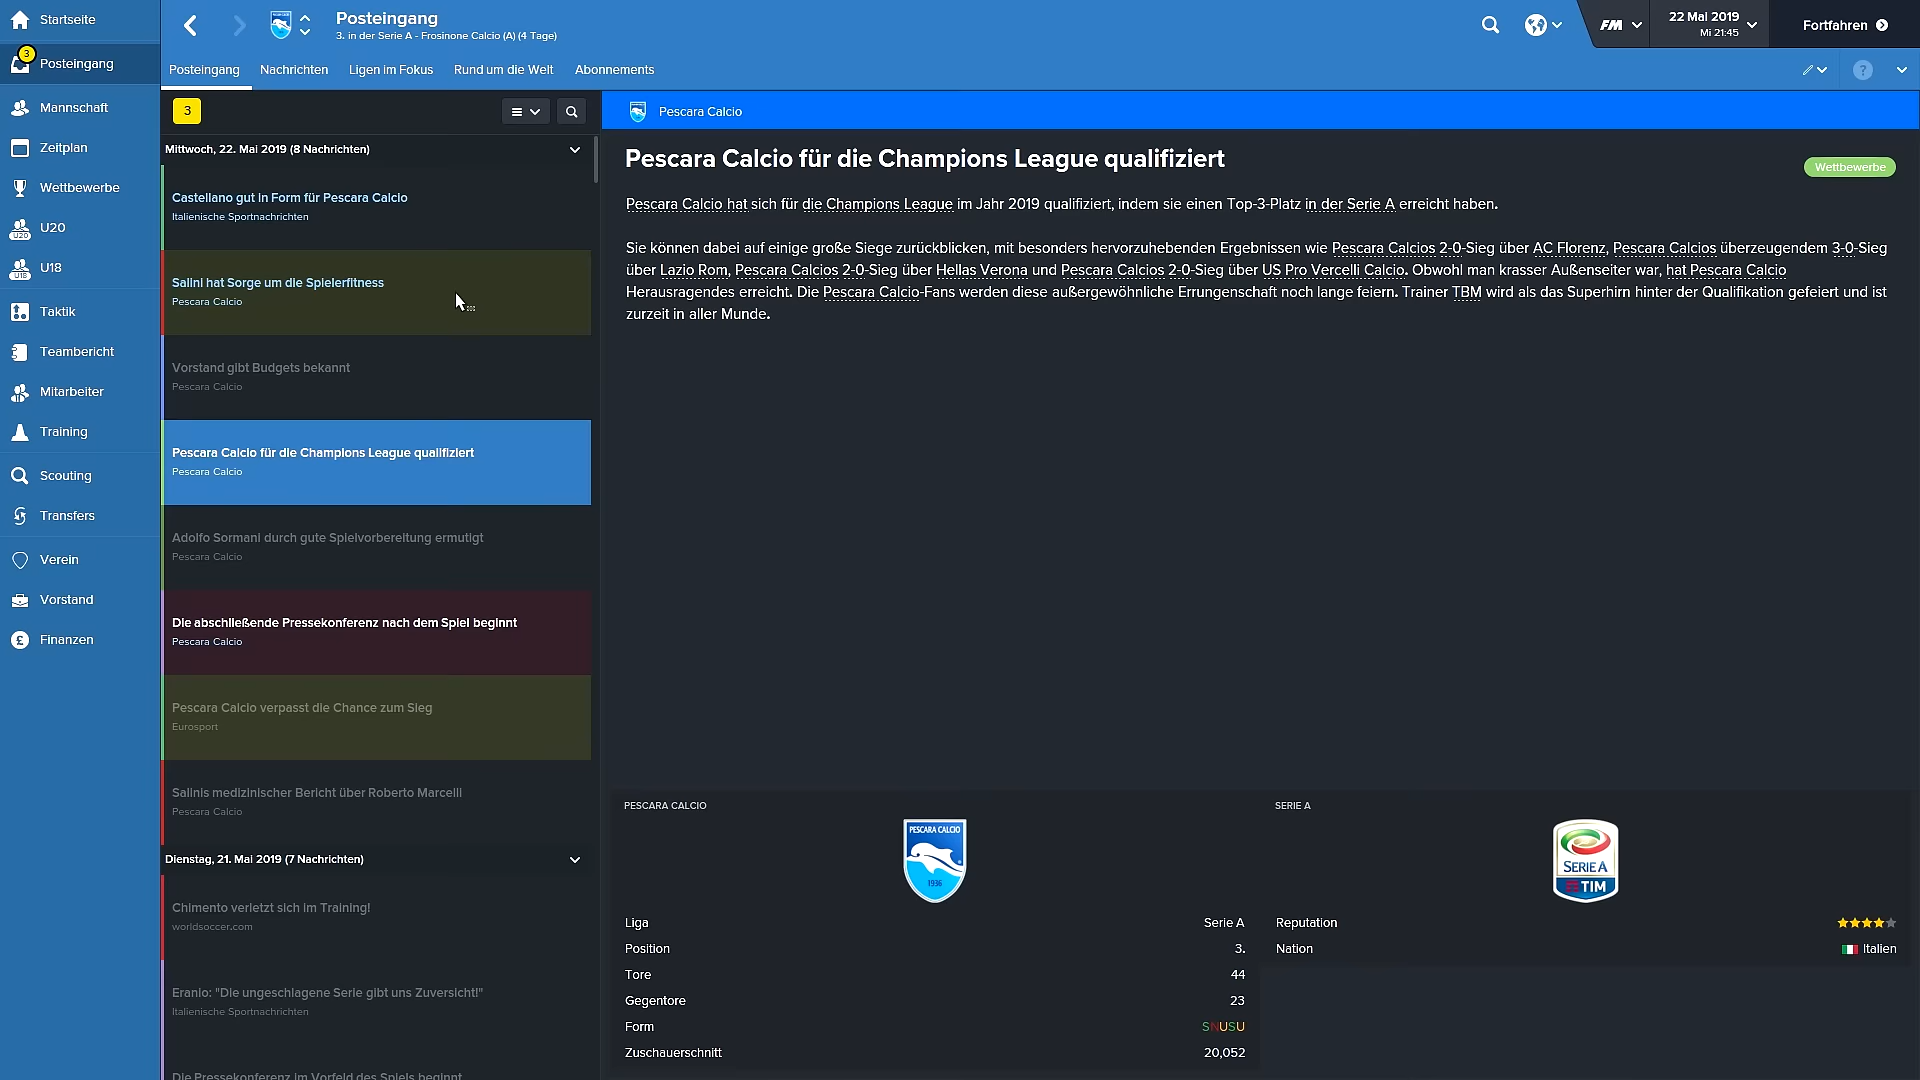 Startseite
3
Posteingang
Mannschaft
Zeitplan
Wettbewerbe
U20
U20
U18
U18
Taktik
Teambericht
Mitarbeiter
Training
Scouting
Transfers
Verein
Vorstand
Finanzen
Posteingang
3. in der Serie A - Frosinone Calcio (A) (4 Tage)
FM
22 Mai 2019
Mi 21:45
Fortfahren
Posteingang
Nachrichten
Ligen im Fokus
Rund um die Welt
Abonnements
?
3
Mittwoch, 22. Mai 2019 (8 Nachrichten)
Castellano gut in Form für Pescara Calcio
Italienische Sportnachrichten
Salini hat Sorge um die Spielerfitness
Pescara Calcio
Vorstand gibt Budgets bekannt
Pescara Calcio
Pescara Calcio für die Champions League qualifiziert
Pescara Calcio
Adolfo Sormani durch gute Spielvorbereitung ermutigt
Pescara Calcio
Die abschließende Pressekonferenz nach dem Spiel beginnt
Pescara Calcio
Pescara Calcio verpasst die Chance zum Sieg
Eurosport
Salinis medizinischer Bericht über Roberto Marcelli
Pescara Calcio
Dienstag, 21. Mai 2019 (7 Nachrichten)
Chimento verletzt sich im Training!
worldsoccer.com
Eranio: "Die ungeschlagene Serie gibt uns Zuversicht!"
Italienische Sportnachrichten
Die Pressekonferenz im Vorfeld des Spiels beginnt
Pescara Calcio
Pescara Calcio für die Champions League qualifiziert
Wettbewerbe
Pescara Calcio hat sich für die Champions League im Jahr 2019 qualifiziert, indem sie einen Top-3-Platz in der Serie A erreicht haben.
Sie können dabei auf einige große Siege zurückblicken, mit besonders hervorzuhebenden Ergebnissen wie Pescara Calcios 2-0-Sieg über AC Florenz, Pescara Calcios überzeugendem 3-0-Sieg
über Lazio Rom, Pescara Calcios 2-0-Sieg über Hellas Verona und Pescara Calcios 2-0-Sieg über US Pro Vercelli Calcio. Obwohl man krasser Außenseiter war, hat Pescara Calcio
Herausragendes erreicht. Die Pescara Calcio-Fans werden diese außergewöhnliche Errungenschaft noch lange feiern. Trainer TBM wird als das Superhirn hinter der Qualifikation gefeiert und ist
zurzeit in aller Munde.
PESCARA CALCIO
PESCARA CALCIO
1936
Liga Serie A
Position 3.
Tore 44
Gegentore 23
Form SNUSU
Zuschauerschnitt 20,052
SERIE A
SERIE A
TIM
Reputation
Nation Italien